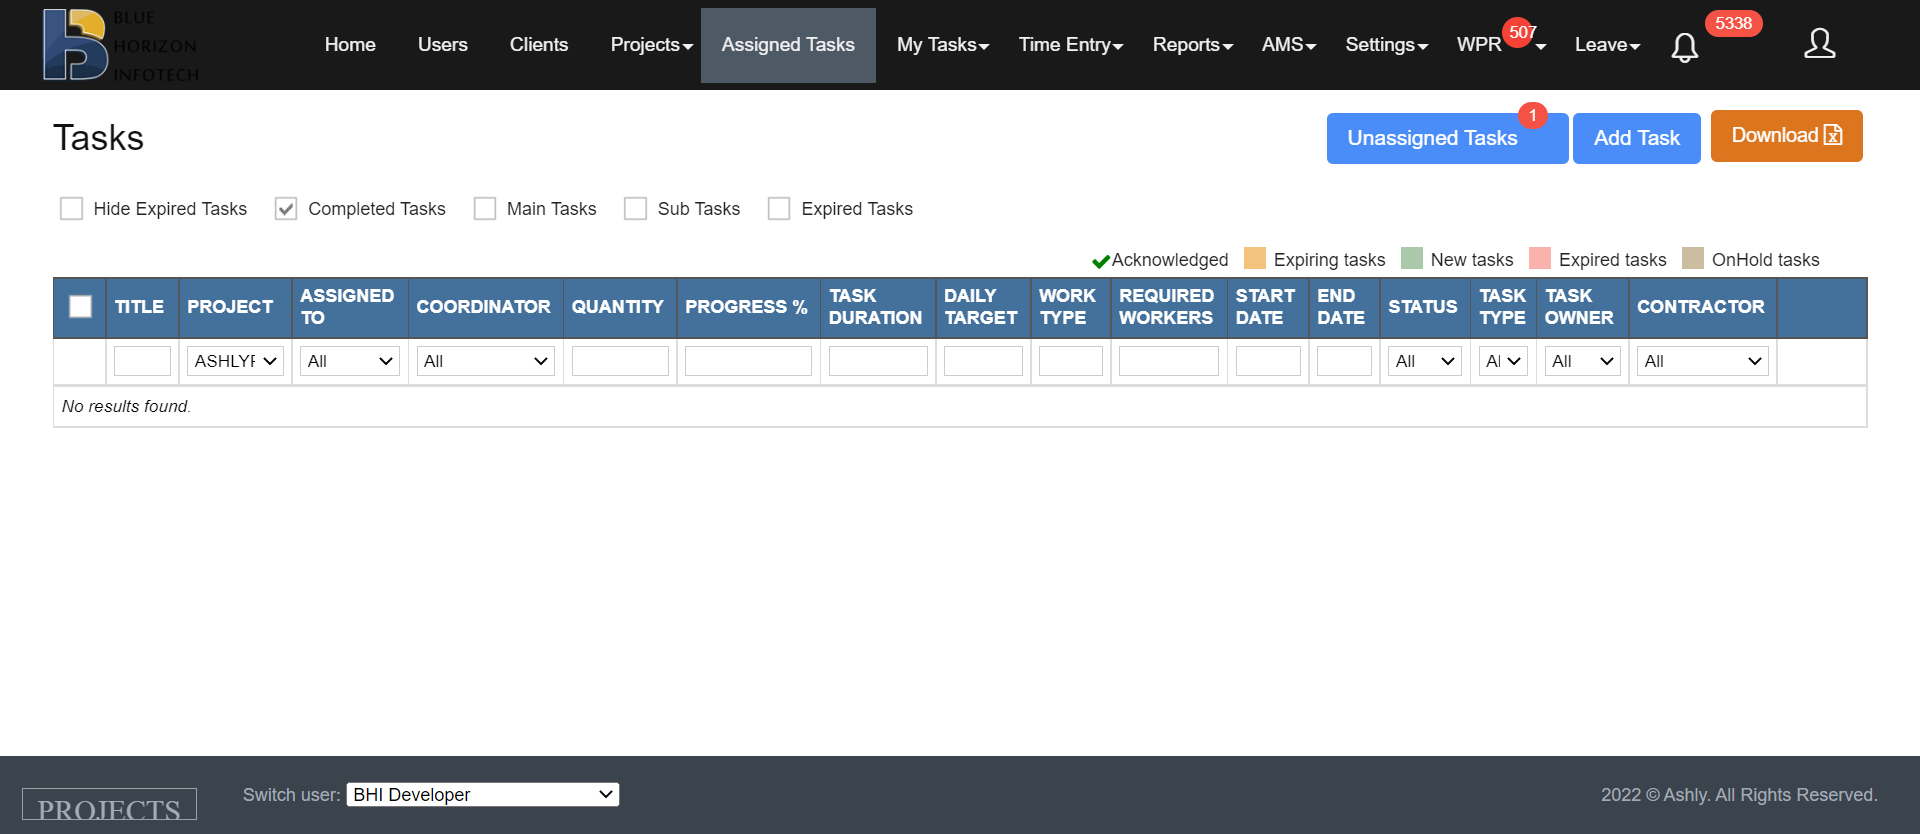 BLUE
HORIZON
INFOTECH
Home Users Clients Projects Assigned Tasks My Tasks Time Entry Reports AMS Settings WPR 507 Leave 5338
Tasks
Unassigned Tasks 1 Add Task Download
Hide Expired Tasks Completed Tasks Main Tasks Sub Tasks Expired Tasks
Acknowledged Expiring tasks New tasks Expired tasks OnHold tasks
TITLE PROJECT ASSIGNED TO COORDINATOR QUANTITY PROGRESS % TASK DURATION DAILY TARGET WORK TYPE REQUIRED WORKERS START DATE END DATE STATUS TASK TYPE TASK OWNER CONTRACTOR
All All All All All
No results found.
PROJECTS Switch user: BHI Developer 2022 © Ashly. All Rights Reserved.